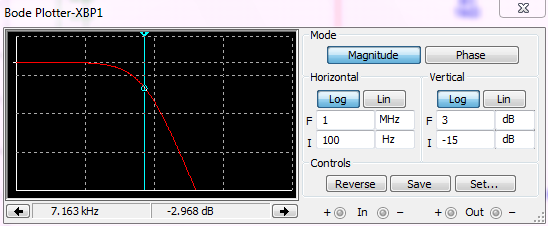 Bode Plotter-XBP1
Mode
Magnitude Phase
Horizontal Vertical
Log Lin Log Lin
F 1 MHz F 3 dB
I 100 Hz I -15 dB
Controls
Reverse Save Set...
7.163 kHz -2.968 dB
+ In − + Out −